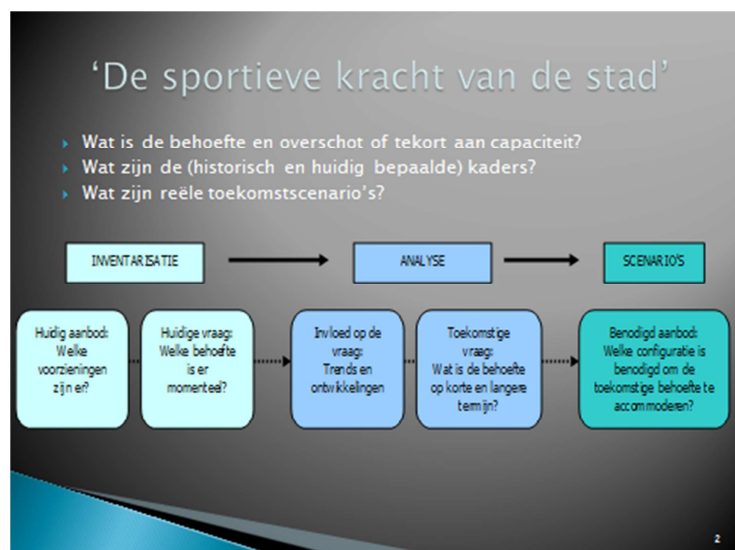 ‘De sportieve kracht van de stad’
Wat is de behoefte en overschot of tekort aan capaciteit?
Wat zijn de (historisch en huidig bepaalde) kaders?
Wat zijn reële toekomstscenario’s?
INVENTARISATIE
ANALYSE
SCENARIO'S
Huidig aanbod:
Welke
voorzieningen
zijn er?
Huidige vraag:
Welke behoefte
is er
momenteel?
Invloed op de
vraag:
Trends en
ontwikkelingen
Toekomstige
vraag:
Wat is de behoefte
op korte en langere
termijn?
Benodigd aanbod:
Welke configuratie is
benodigd om de
toekomstige behoefte te
accommoderen?
2